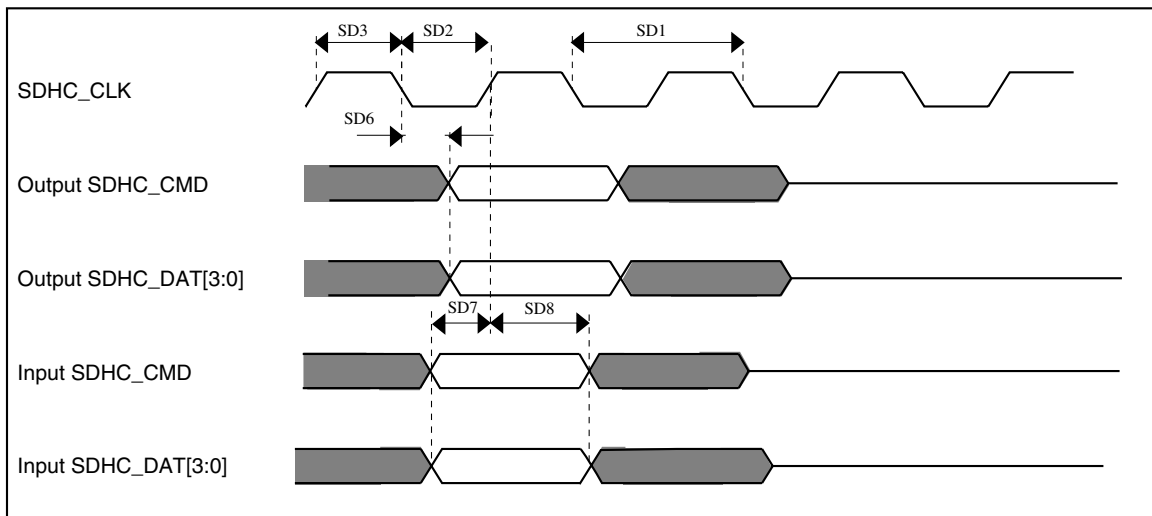 SD3
SD2
SD1
SDHC_CLK
SD6
Output SDHC_CMD
Output SDHC_DAT[3:0]
SD7
SD8
Input SDHC_CMD
Input SDHC_DAT[3:0]